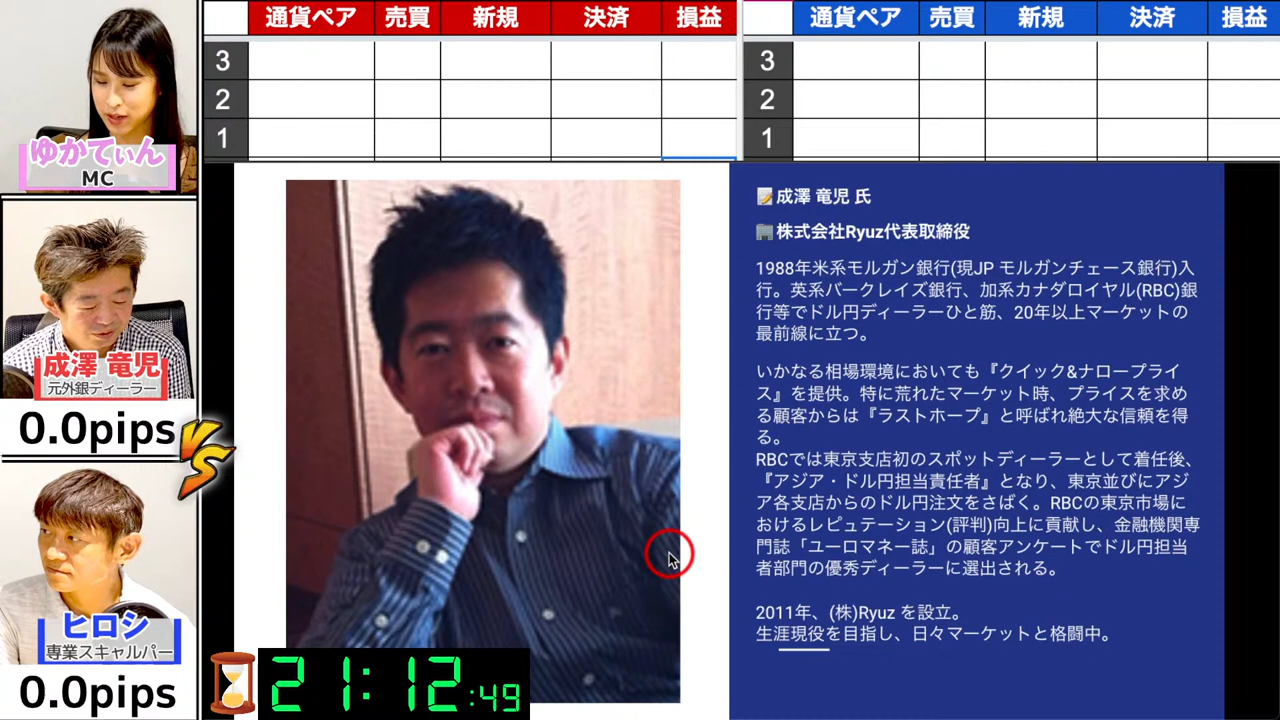 通貨ペア 売買 新規 決済 損益
3
2
1
通貨ペア 売買 新規 決済 損益
3
2
1
ゆかてぃん
MC
成澤 竜児
元外銀ディーラー
0.0pips
VS
ヒロシ
専業スキャルパー
0.0pips
21:12:49
成澤 竜児 氏
株式会社Ryuz代表取締役
1988年米系モルガン銀行(現JP モルガンチェース銀行)入
行。英系バークレイズ銀行、加系カナダロイヤル(RBC)銀
行等でドル円ディーラーひと筋、20年以上マーケットの
最前線に立つ。
いかなる相場環境においても『クイック&ナロープライ
ス』を提供。特に荒れたマーケット時、プライスを求め
る顧客からは『ラストホープ』と呼ばれ絶大な信頼を得
る。
RBCでは東京支店初のスポットディーラーとして着任後、
『アジア・ドル円担当責任者』となり、東京並びにアジ
ア各支店からのドル円注文をさばく。RBCの東京市場に
おけるレピュテーション(評判)向上に貢献し、金融機関専
門誌「ユーロマネー誌」の顧客アンケートでドル円担当
者部門の優秀ディーラーに選出される。
2011年、(株)Ryuz を設立。
生涯現役を目指し、日々マーケットと格闘中。